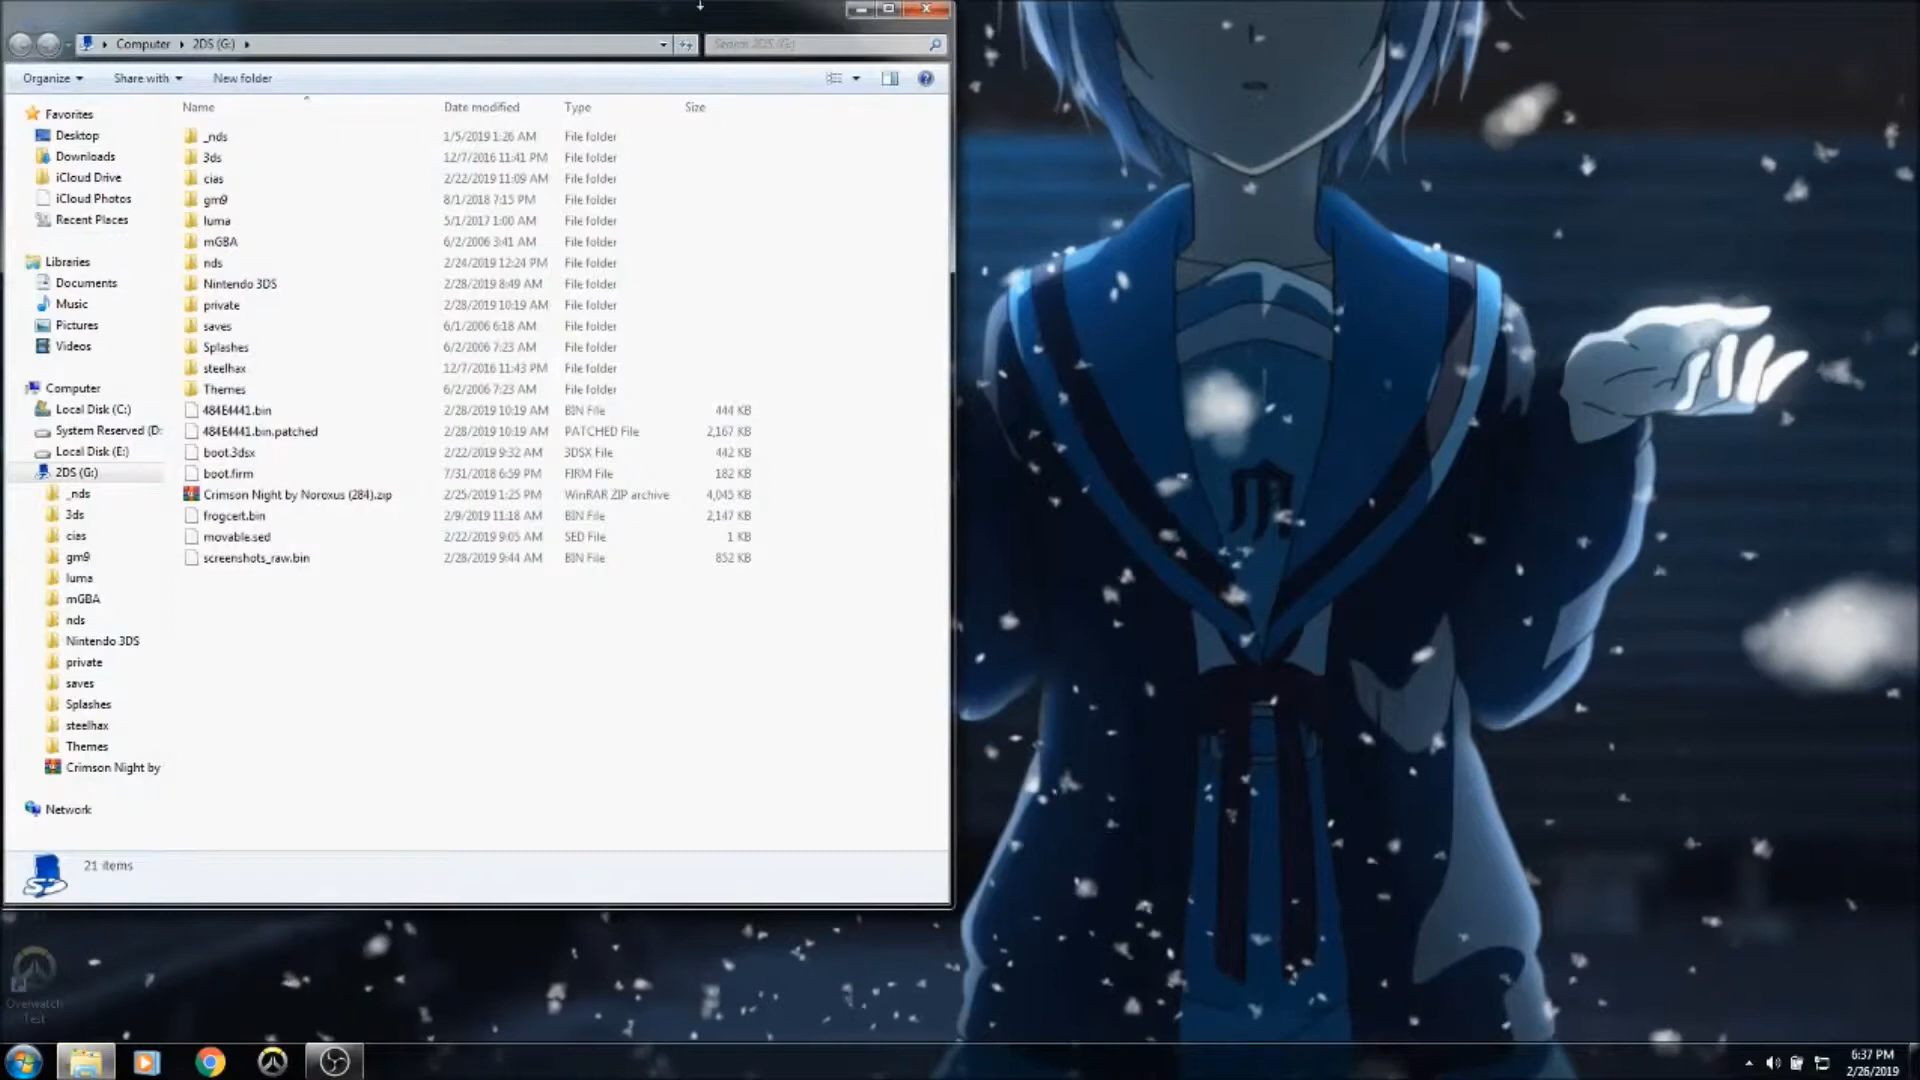 Computer 2DS (G:)
Search 2DS (G:)
Organize Share with New folder
Name Date modified Type Size
Favorites
Desktop
Downloads
iCloud Drive
iCloud Photos
Recent Places
Libraries
Documents
Music
Pictures
Videos
Computer
Local Disk (C:)
System Reserved (D:
Local Disk (E:)
2DS (G:)
_nds
3ds
cias
gm9
luma
mGBA
nds
Nintendo 3DS
private
saves
Splashes
steelhax
Themes
Crimson Night by
Network
_nds 1/5/2019 1:26 AM File folder
3ds 12/7/2016 11:41 PM File folder
cias 2/22/2019 11:09 AM File folder
gm9 8/1/2018 7:15 PM File folder
luma 5/1/2017 1:00 AM File folder
mGBA 6/2/2006 3:41 AM File folder
nds 2/24/2019 12:24 PM File folder
Nintendo 3DS 2/28/2019 8:49 AM File folder
private 2/28/2019 10:19 AM File folder
saves 6/1/2006 6:18 AM File folder
Splashes 6/2/2006 7:23 AM File folder
steelhax 12/7/2016 11:43 PM File folder
Themes 6/2/2006 7:23 AM File folder
484E4441.bin 2/28/2019 10:19 AM BIN File 444 KB
484E4441.bin.patched 2/28/2019 10:19 AM PATCHED File 2,167 KB
boot.3dsx 2/22/2019 9:32 AM 3DSX File 442 KB
boot.firm 7/31/2018 6:59 PM FIRM File 182 KB
Crimson Night by Noroxus (284).zip 2/25/2019 1:25 PM WinRAR ZIP archive 4,045 KB
frogcert.bin 2/9/2019 11:18 AM BIN File 2,147 KB
movable.sed 2/22/2019 9:05 AM SED File 1 KB
screenshots_raw.bin 2/28/2019 9:44 AM BIN File 852 KB
21 items
Overwatch
Test
6:37 PM
2/26/2019